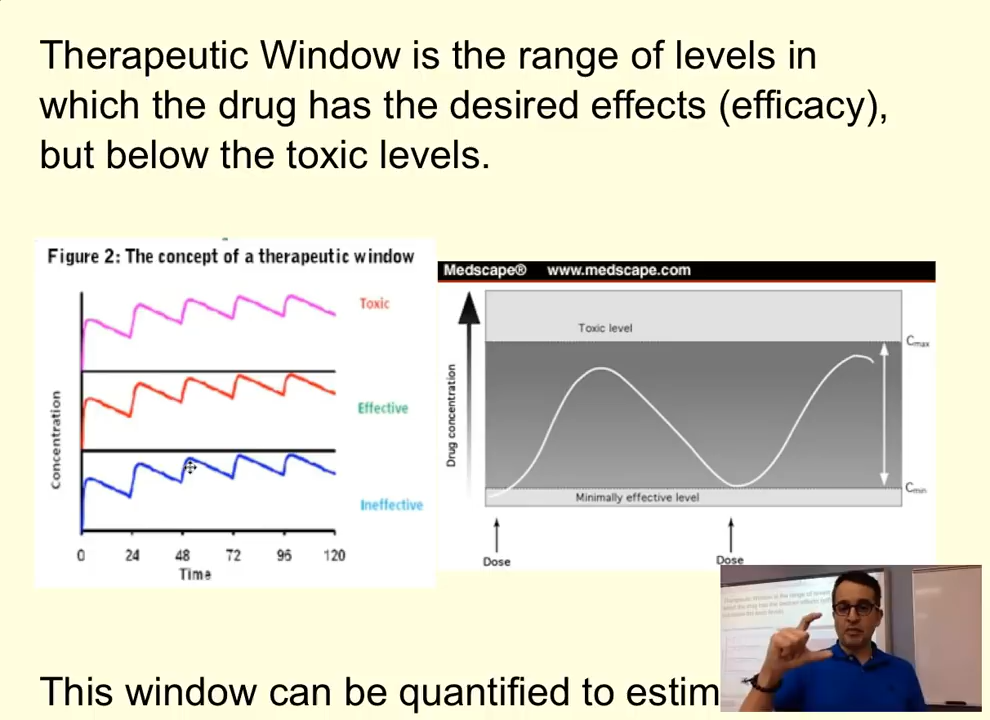 Therapeutic Window is the range of levels in
which the drug has the desired effects (efficacy),
but below the toxic levels.
Figure 2: The concept of a therapeutic window
Toxic
Effective
Ineffective
Concentration
0 24 48 72 96 120
Time
Medscape® www.medscape.com
Toxic level
Cmax
Drug concentration
Cmin
Minimally effective level
Dose
Dose
This window can be quantified to estim